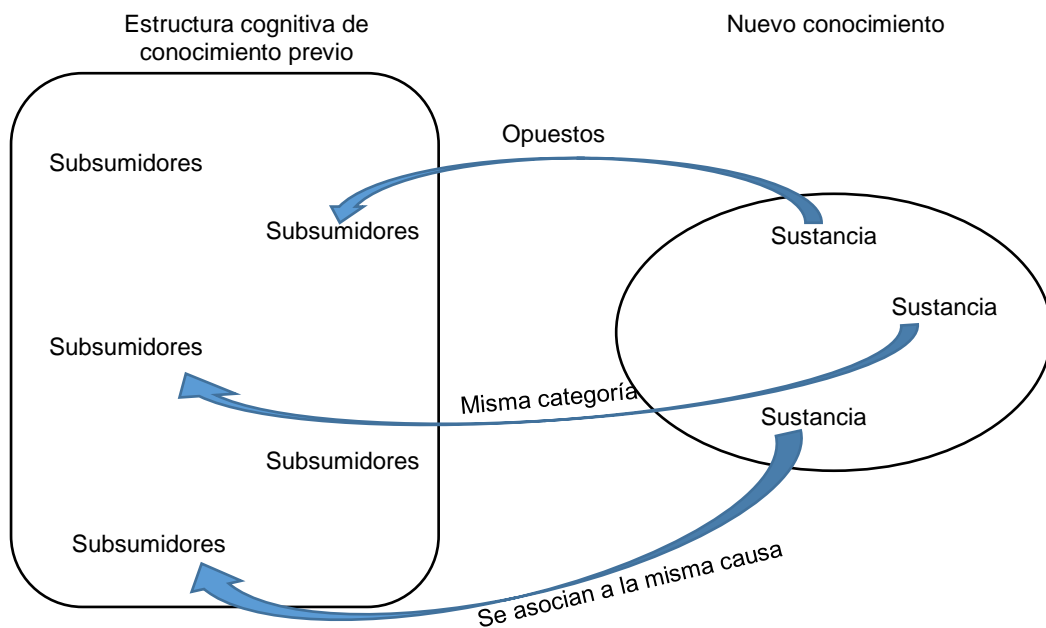 Estructura cognitiva de
conocimiento previo
Nuevo conocimiento
Opuestos
Subsumidores
Subsumidores
Sustancia
Sustancia
Subsumidores
Misma categoría
Sustancia
Subsumidores
Subsumidores
Se asocian a la misma causa